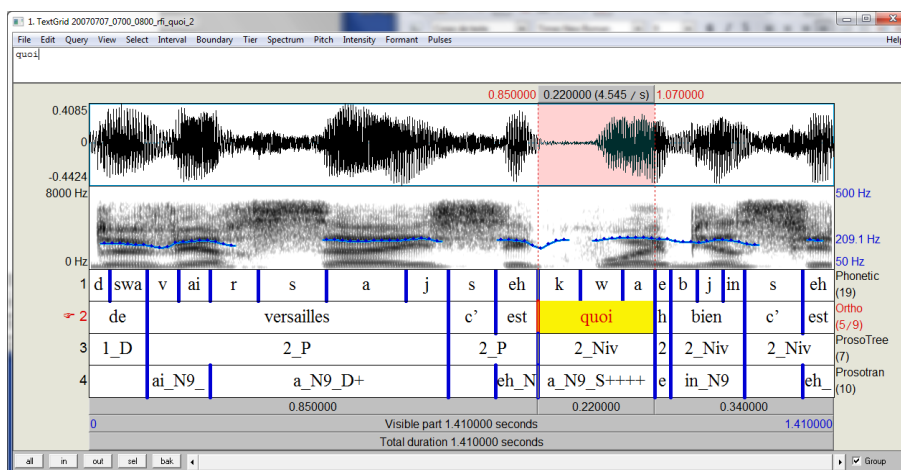 1. TextGrid 20070707_0700_0800_rfi_quoi_2
File Edit Query View Select Interval Boundary Tier Spectrum Pitch Intensity Formant Pulses Help
quoi
0.850000 0.220000 (4.545 / s) 1.070000
0.4085
0
-0.4424
8000 Hz 500 Hz
209.1 Hz
0 Hz 50 Hz
1 d swa v ai r s a j s eh k w a e b j in s eh Phonetic (19)
☞ 2 de versailles c' est quoi h bien c' est Ortho (5/9)
3 1_D 2_P 2_P 2_Niv 2 2_Niv 2_Niv ProsoTree (7)
4 ai_N9_ a_N9_D+ eh_N a_N9_S++++ e in_N9 eh_ Prosotran (10)
0.850000 0.220000 0.340000
0 Visible part 1.410000 seconds 1.410000
Total duration 1.410000 seconds
all in out sel bak Group